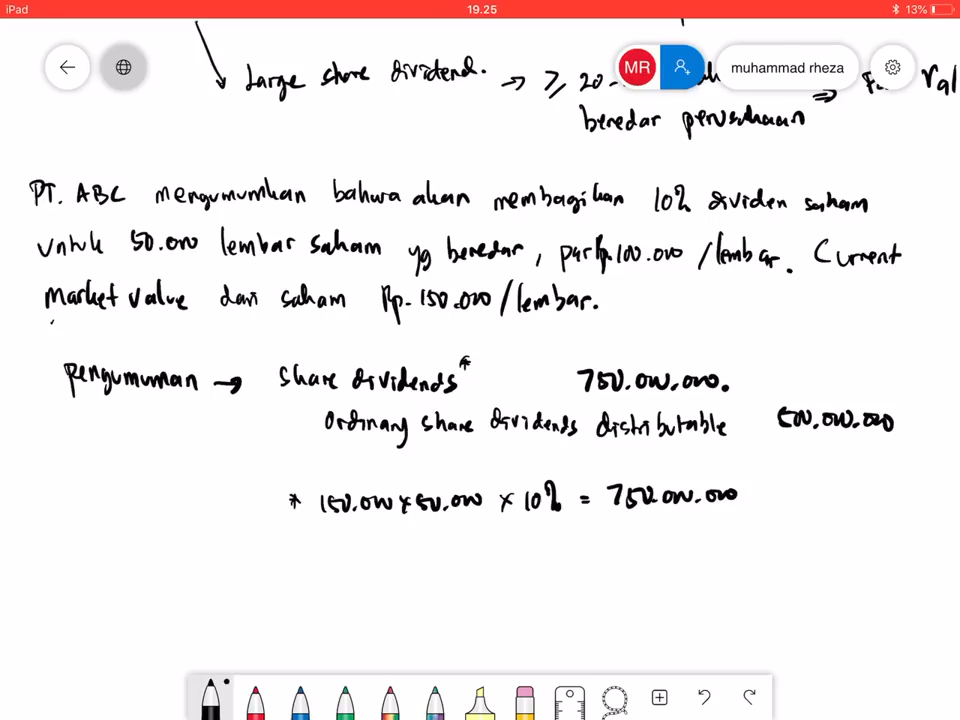 iPad 19.25 13%
Large share dividend. → ≥ 20-
MR muhammad rheza
beredar perusahaan ⇒
PT. ABC mengumumkan bahwa akan membagikan 10% dividen saham
untuk 50.000 lembar saham yg beredar, par Rp.100.000 /lembar. Current
market value dari saham Rp. 150.000 /lembar.
pengumuman → share dividends* 750.000.000.
Ordinary share dividends distributable 500.000.000
* 150.000 x 50.000 x 10% = 750.000.000